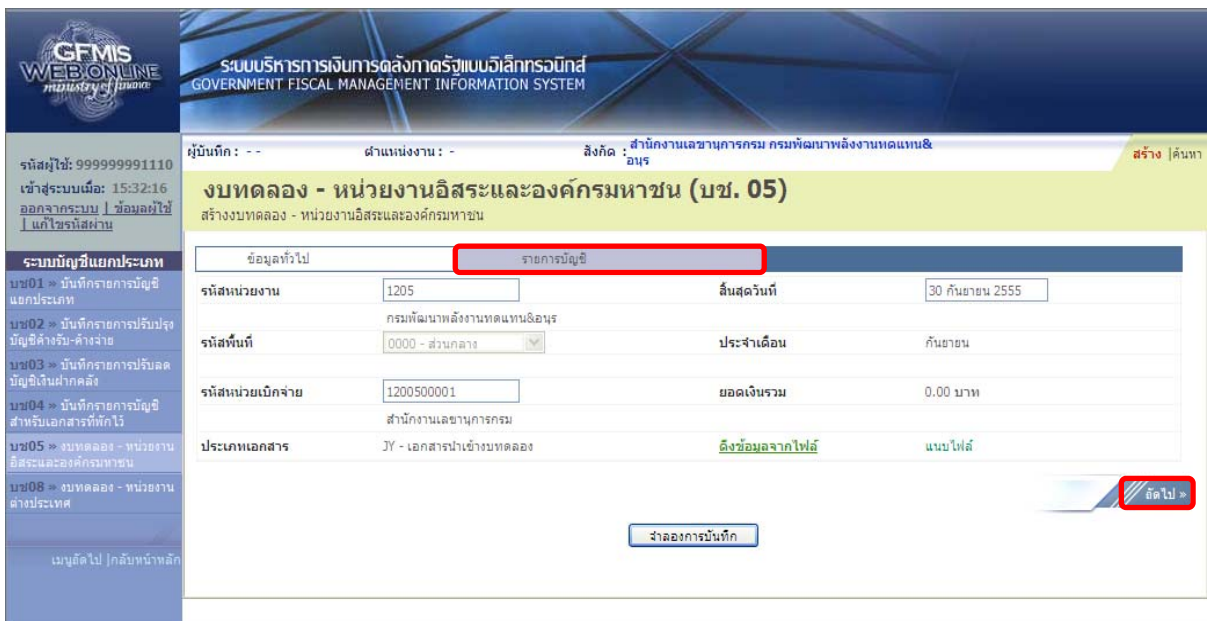 GFMIS
WEB ONLINE
ministry of finance
ระบบบริหารการเงินการคลังภาครัฐแบบอิเล็กทรอนิกส์
GOVERNMENT FISCAL MANAGEMENT INFORMATION SYSTEM
รหัสผู้ใช้: 999999991110
เข้าสู่ระบบเมื่อ: 15:32:16
ออกจากระบบ | ข้อมูลผู้ใช้
| แก้ไขรหัสผ่าน
ระบบบัญชีแยกประเภท
บช01 » บันทึกรายการบัญชี
แยกประเภท
บช02 » บันทึกรายการปรับปรุง
บัญชีค้างรับ-ค้างจ่าย
บช03 » บันทึกรายการปรับลด
บัญชีเงินฝากคลัง
บช04 » บันทึกรายการบัญชี
สำหรับเอกสารที่พักไว้
บช05 » งบทดลอง - หน่วยงาน
อิสระและองค์กรมหาชน
บช08 » งบทดลอง - หน่วยงาน
ต่างประเทศ
เมนูถัดไป |กลับหน้าหลัก
ผู้บันทึก : - - ตำแหน่งงาน : - สังกัด : สำนักงานเลขานุการกรม กรมพัฒนาพลังงานทดแทน&
อนุร
สร้าง |ค้นหา
งบทดลอง - หน่วยงานอิสระและองค์กรมหาชน (บช. 05)
สร้างงบทดลอง - หน่วยงานอิสระและองค์กรมหาชน
ข้อมูลทั่วไป รายการบัญชี
รหัสหน่วยงาน 1205 สิ้นสุดวันที่ 30 กันยายน 2555
กรมพัฒนาพลังงานทดแทน&อนุร
รหัสพื้นที่ 0000 - ส่วนกลาง ประจำเดือน กันยายน
รหัสหน่วยเบิกจ่าย 1200500001 ยอดเงินรวม 0.00 บาท
สำนักงานเลขานุการกรม
ประเภทเอกสาร JY - เอกสารนำเข้างบทดลอง ดึงข้อมูลจากไฟล์ แนบไฟล์
ถัดไป »
จำลองการบันทึก